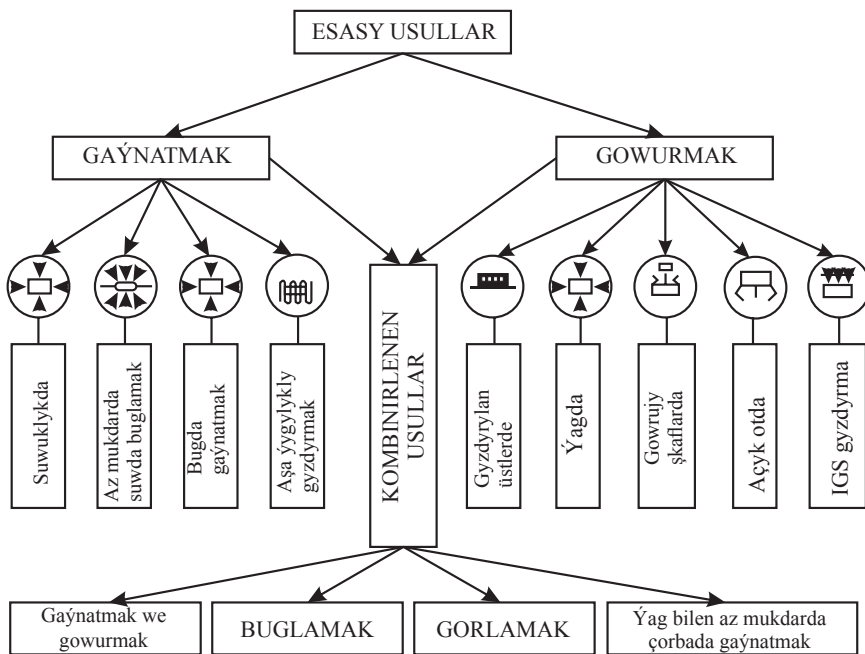 ESASY USULLAR
GAÝNATMAK
GOWURMAK
Suwuklykda
Az mukdarda
suwda buglamak
Bugda
gaýnatmak
Aşa ýygylykly
gyzdyrmak
KOMBINIRLENEN
USULLAR
Gyzdyrylan
üstlerde
Ýagda
Gowrujy
şkaflarda
Açyk otda
IGS gyzdyrma
Gaýnatmak we
gowurmak
BUGLAMAK
GORLAMAK
Ýag bilen az mukdarda
çorbada gaýnatmak